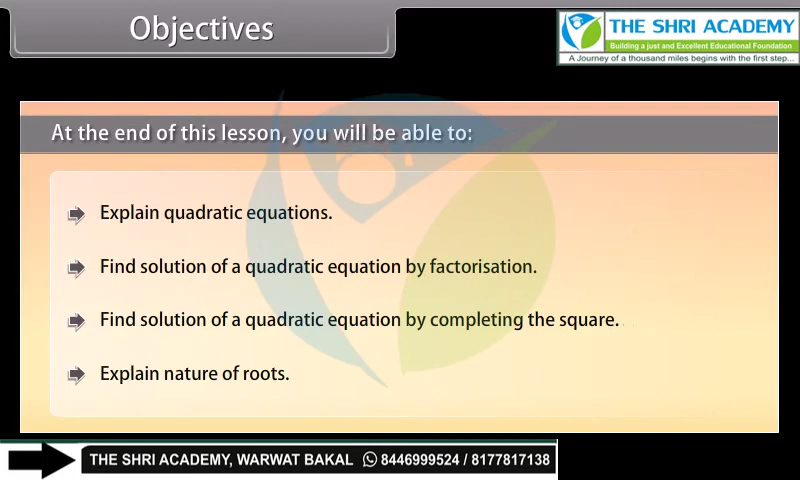 Objectives
THE SHRI ACADEMY
Building a just and Excellent Educational Foundation
A Journey of a thousand miles begins with the first step...
At the end of this lesson, you will be able to:
Explain quadratic equations.
Find solution of a quadratic equation by factorisation.
Find solution of a quadratic equation by completing the square.
Explain nature of roots.
THE SHRI ACADEMY, WARWAT BAKAL 8446999524 / 8177817138